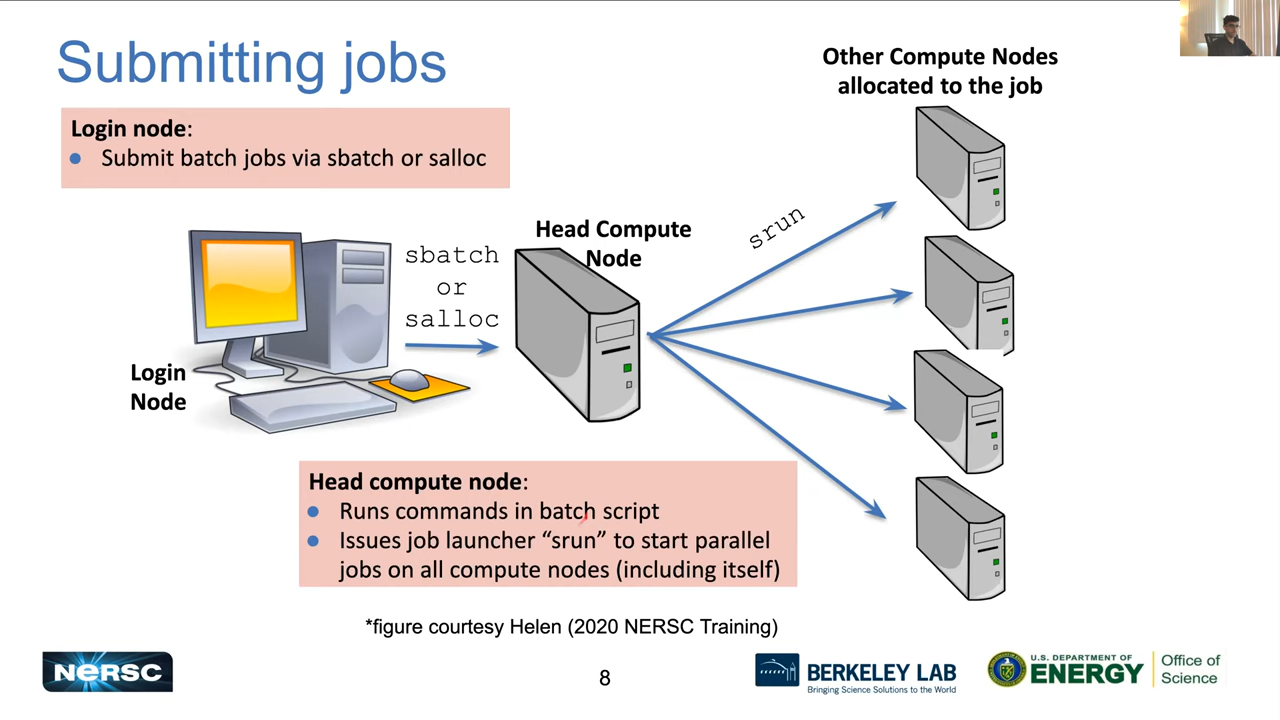 Submitting jobs
Login node:
● Submit batch jobs via sbatch or salloc
Other Compute Nodes
allocated to the job
Head Compute
Node
sbatch
or
salloc
srun
Login
Node
Head compute node:
● Runs commands in batch script
● Issues job launcher “srun” to start parallel
jobs on all compute nodes (including itself)
*figure courtesy Helen (2020 NERSC Training)
NERSC
8
BERKELEY LAB
Bringing Science Solutions to the World
U.S. DEPARTMENT OF
ENERGY
Office of
Science